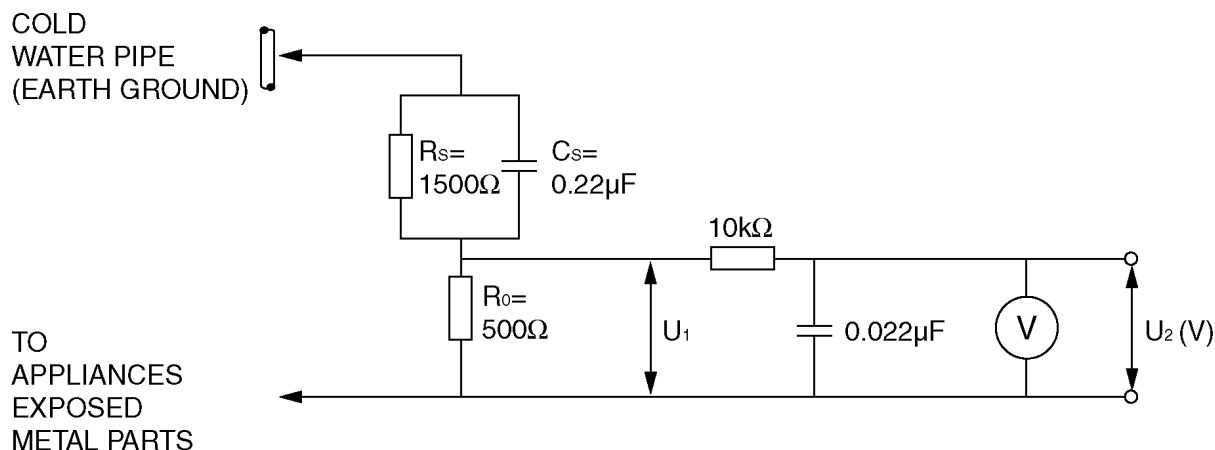 COLD
WATER PIPE
(EARTH GROUND)
RS=
1500Ω
CS=
0.22µF
10kΩ
R0=
500Ω
U1
0.022µF
V
U2 (V)
TO
APPLIANCES
EXPOSED
METAL PARTS